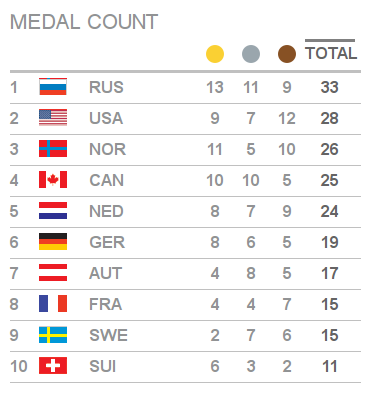 MEDAL COUNT
TOTAL
1 RUS 13 11 9 33
2 USA 9 7 12 28
3 NOR 11 5 10 26
4 CAN 10 10 5 25
5 NED 8 7 9 24
6 GER 8 6 5 19
7 AUT 4 8 5 17
8 FRA 4 4 7 15
9 SWE 2 7 6 15
10 SUI 6 3 2 11